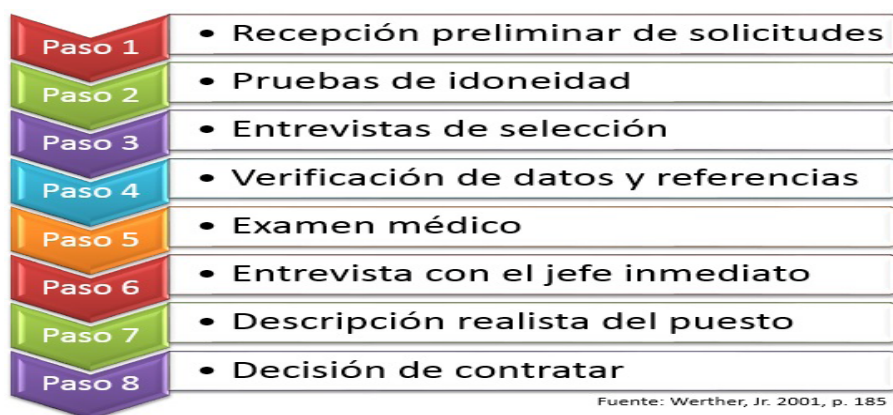 Paso 1
• Recepción preliminar de solicitudes
Paso 2
• Pruebas de idoneidad
Paso 3
• Entrevistas de selección
Paso 4
• Verificación de datos y referencias
Paso 5
• Examen médico
Paso 6
• Entrevista con el jefe inmediato
Paso 7
• Descripción realista del puesto
Paso 8
• Decisión de contratar
Fuente: Werther, Jr. 2001, p. 185